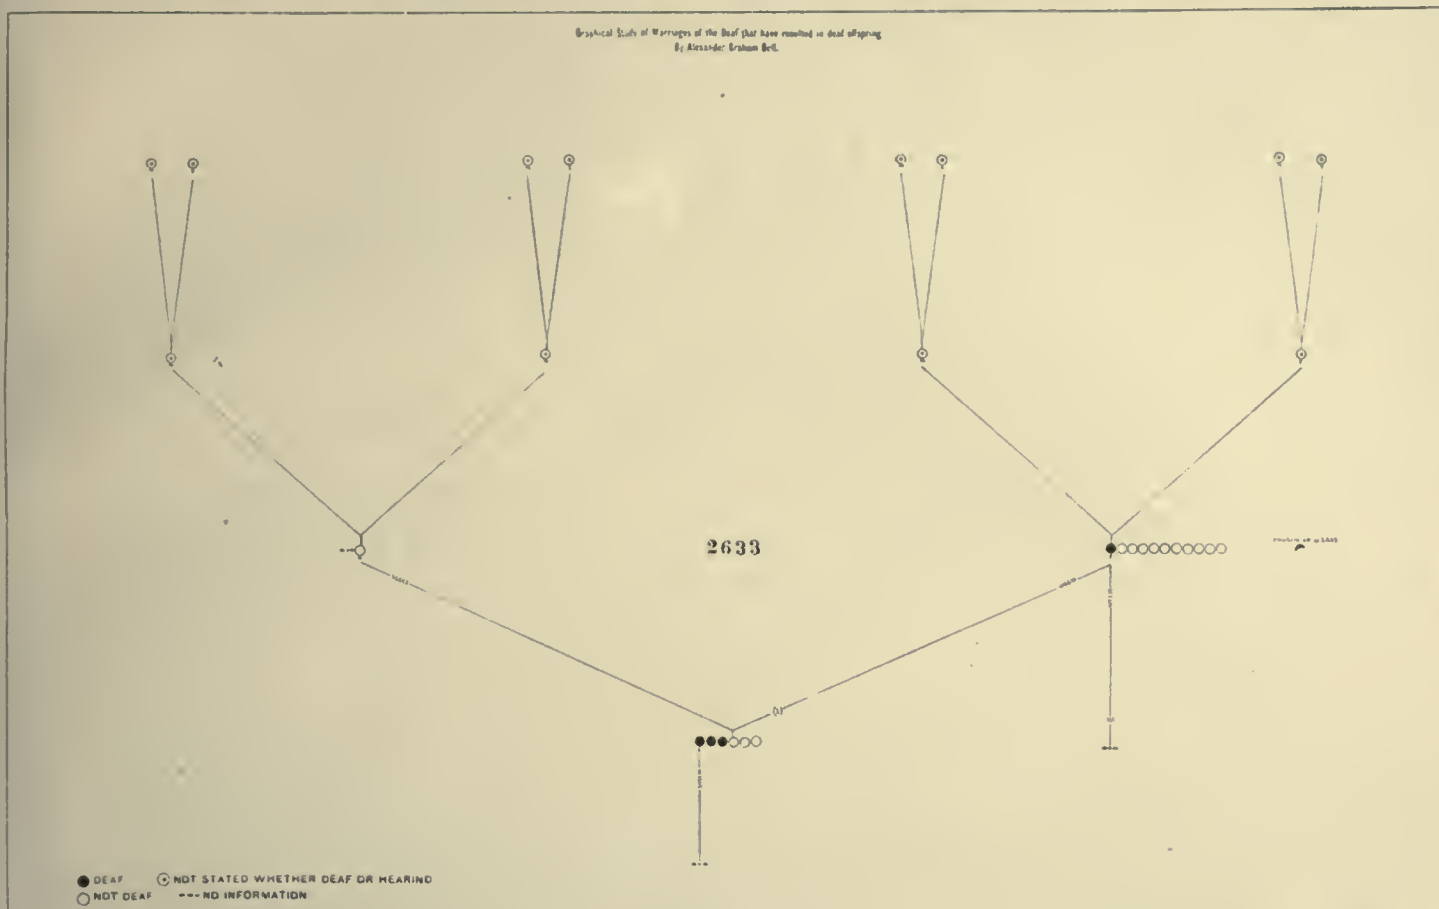 Graphical Study of Marriages of the Deaf that have resulted in deaf offspring
By Alexander Graham Bell.
2633
DEAF NOT STATED WHETHER DEAF OR HEARING
NOT DEAF --- NO INFORMATION